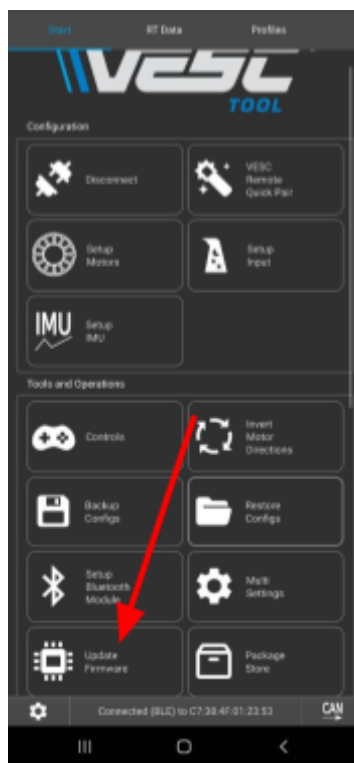 Start RT Data Profiles
VESC
TOOL
Configuration
Disconnect
VESC
Remote
Quick Pair
Setup
Motors
Setup
Input
IMU
Setup
IMU
Tools and Operations
Controls
Invert
Motor
Directions
Backup
Configs
Restore
Configs
Setup
Bluetooth
Module
Multi
Settings
Update
Firmware
Package
Store
Connected (BLE) to C7:38:4F:01:23:53
CAN